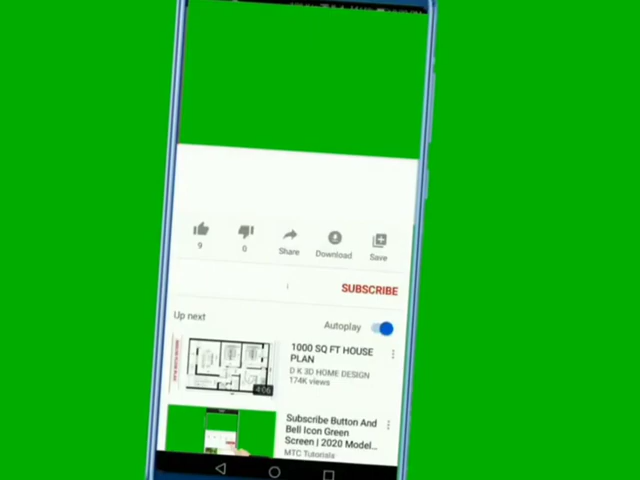 9
0
Share
Download
Save
SUBSCRIBE
Up next
Autoplay
1000 SQ FT HOUSE
PLAN
D K 3D HOME DESIGN
174K views
4:06
Subscribe Button And
Bell Icon Green
Screen | 2020 Model...
MTC Tutorials